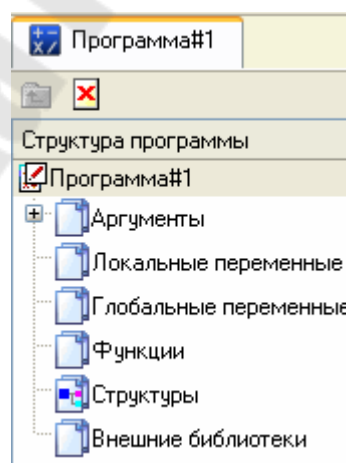 Программа#1
Структура программы
Программа#1
Аргументы
Локальные переменные
Глобальные переменные
Функции
Структуры
Внешние библиотеки